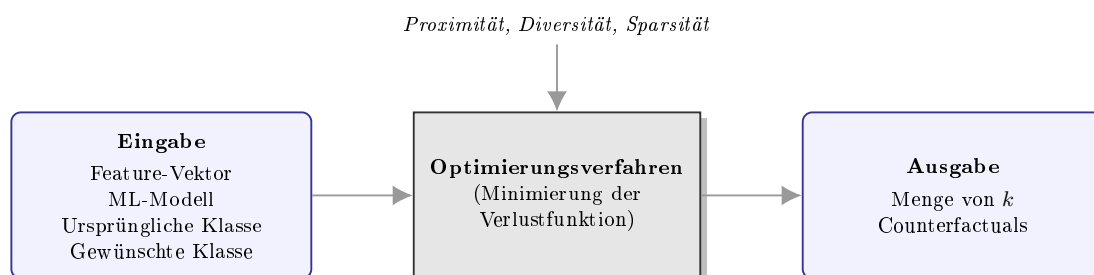 Proximität, Diversität, Sparsität
Eingabe
Feature-Vektor
ML-Modell
Ursprüngliche Klasse
Gewünschte Klasse
Optimierungsverfahren
(Minimierung der
Verlustfunktion)
Ausgabe
Menge von k
Counterfactuals